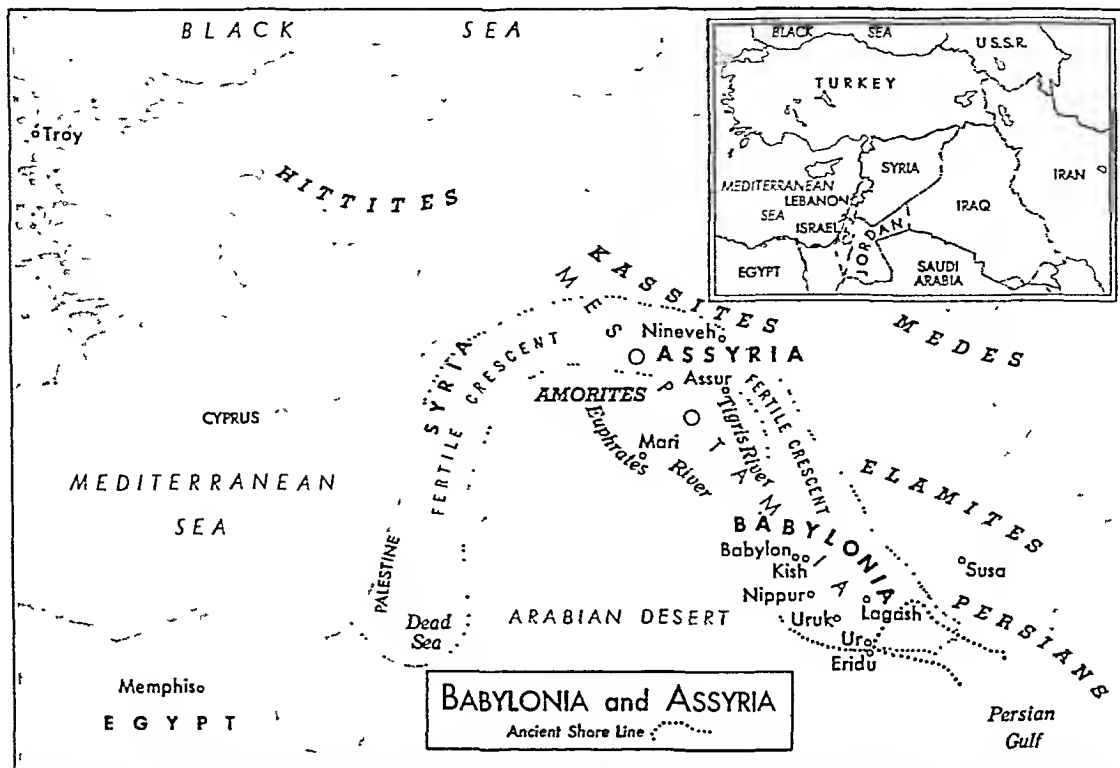 BLACK SEA
Troy
HITTITES
KASSITES
MESOPOTAMIA
MEDES
Nineveh
ASSYRIA
SYRIA
FERTILE CRESCENT
Assur
AMORITES
Tigris River
FERTILE CRESCENT
CYPRUS
Euphrates River
Mari
MEDITERRANEAN
SEA
ELAMITES
BABYLONIA
Babylon
Kish
Susa
Nippur
PALESTINE
Lagash
PERSIANS
Uruk
Dead
Sea
ARABIAN DESERT
Ur
Eridu
Memphis
EGYPT
Persian
Gulf
BABYLONIA and ASSYRIA
Ancient Shore Line
BLACK SEA
U.S.S.R.
TURKEY
SYRIA
IRAN
MEDITERRANEAN
SEA
LEBANON
IRAQ
ISRAEL
JORDAN
EGYPT
SAUDI
ARABIA